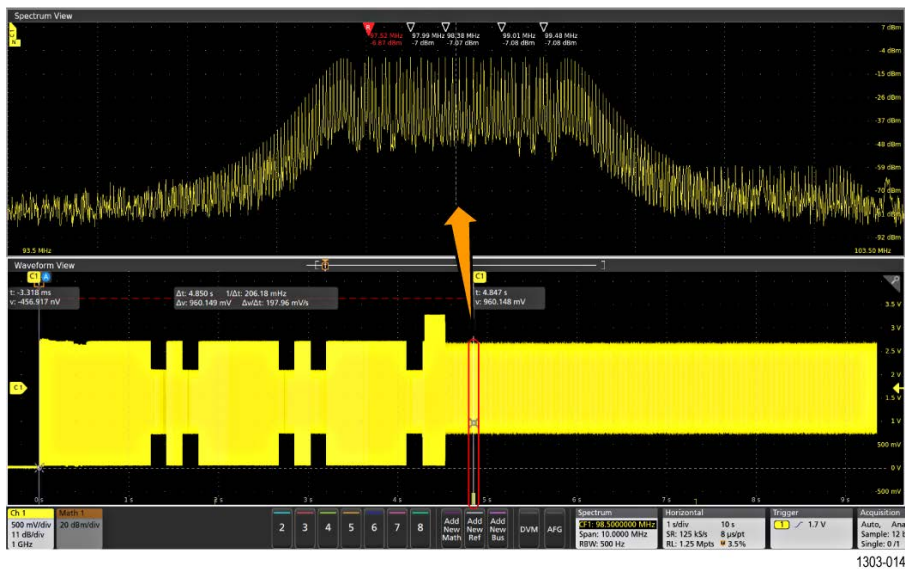 Spectrum View
C1
N
R
97.52 MHz 97.99 MHz 98.38 MHz 99.01 MHz 99.48 MHz
-6.87 dBm -7 dBm -7.07 dBm -7.08 dBm -7.08 dBm
7 dBm
-4 dBm
-15 dBm
-26 dBm
-37 dBm
-48 dBm
-59 dBm
-70 dBm
-92 dBm
93.5 MHz
103.50 MHz
Waveform View
[ T ]
C1 A
C1
t: -3.318 ms
v: -456.917 nV
Δt: 4.850 s 1/Δt: 206.18 mHz
Δv: 960.149 mV Δv/Δt: 197.96 mV/s
t: 4.847 s
v: 960.148 mV
3.5 V
3 V
2.5 V
2 V
C1
1.5 V
1 V
500 mV
0 V
-500 mV
0 s 1 s 2 s 3 s 4 s 5 s 6 s 7 s 8 s 9 s
Ch 1
500 mV/div
11 dB/div
1 GHz
Math 1
20 dBm/div
2 3 4 5 6 7 8
Add New Math
Add New Ref
Add New Bus
DVM
AFG
Spectrum
CF1: 98.5000000 MHz
Span: 10.0000 MHz
RBW: 500 Hz
Horizontal
1 s/div 10 s
SR: 125 kS/s 8 µs/pt
RL: 1.25 Mpts 3.5%
Trigger
1 1.7 V
Acquisition
Auto, Ana
Sample: 12 b
Single: 0 /1
1303-014